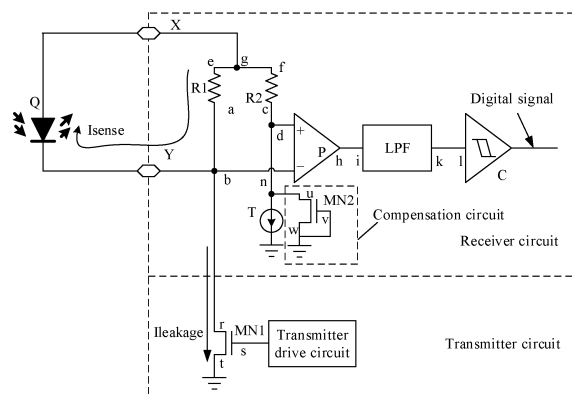 X
e
g
f
R1
R2
Q
a
c
Digital signal
Isense
d
+
P
LPF
Y
h
i
k
l
−
C
b
n
u
MN2
T
v
w
Compensation circuit
Receiver circuit
Ileakage
r
MN1
s
t
Transmitter
drive circuit
Transmitter circuit